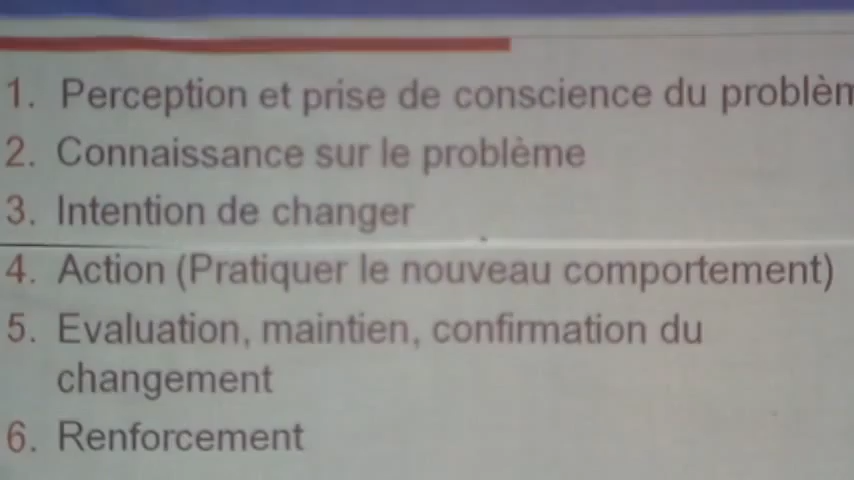 1. Perception et prise de conscience du problèm
2. Connaissance sur le problème
3. Intention de changer
4. Action (Pratiquer le nouveau comportement)
5. Evaluation, maintien, confirmation du
changement
6. Renforcement